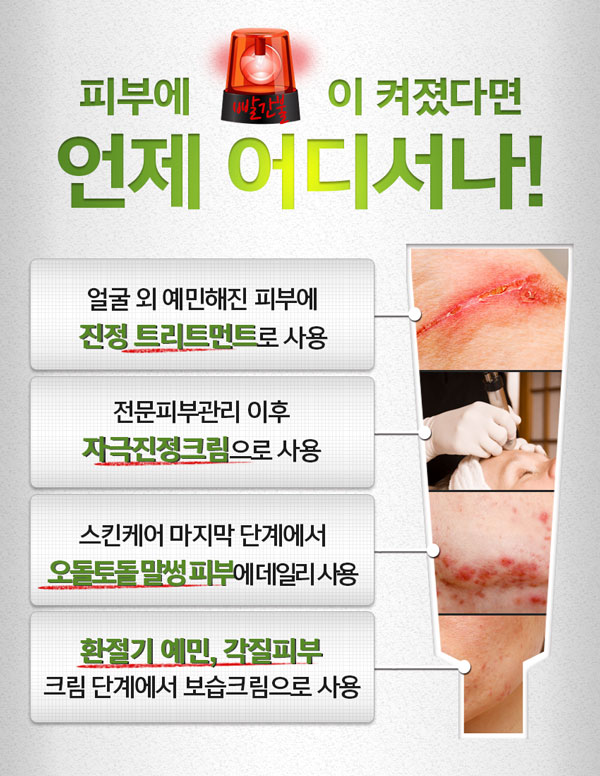 피부에 빨간불 이 켜졌다면
언제 어디서나!
얼굴 외 예민해진 피부에
진정 트리트먼트로 사용
전문피부관리 이후
자극진정크림으로 사용
스킨케어 마지막 단계에서
오돌토돌 말썽 피부에 데일리 사용
환절기 예민, 각질피부
크림 단계에서 보습크림으로 사용